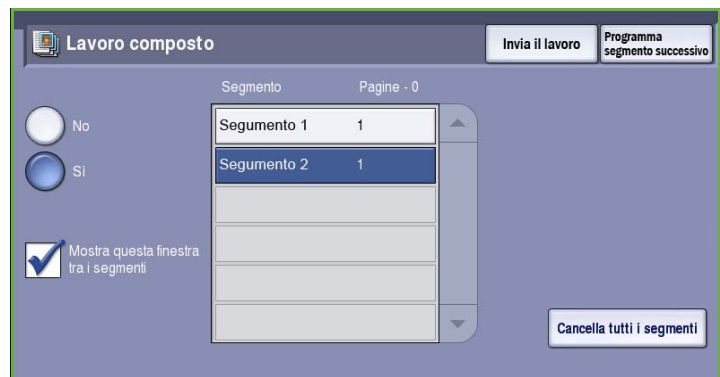 Lavoro composto
Invia il lavoro
Programma
segmento successivo
Segmento Pagine - 0
No
Sì
Segumento 1 1
Segumento 2 1
Mostra questa finestra
tra i segmenti
Cancella tutti i segmenti